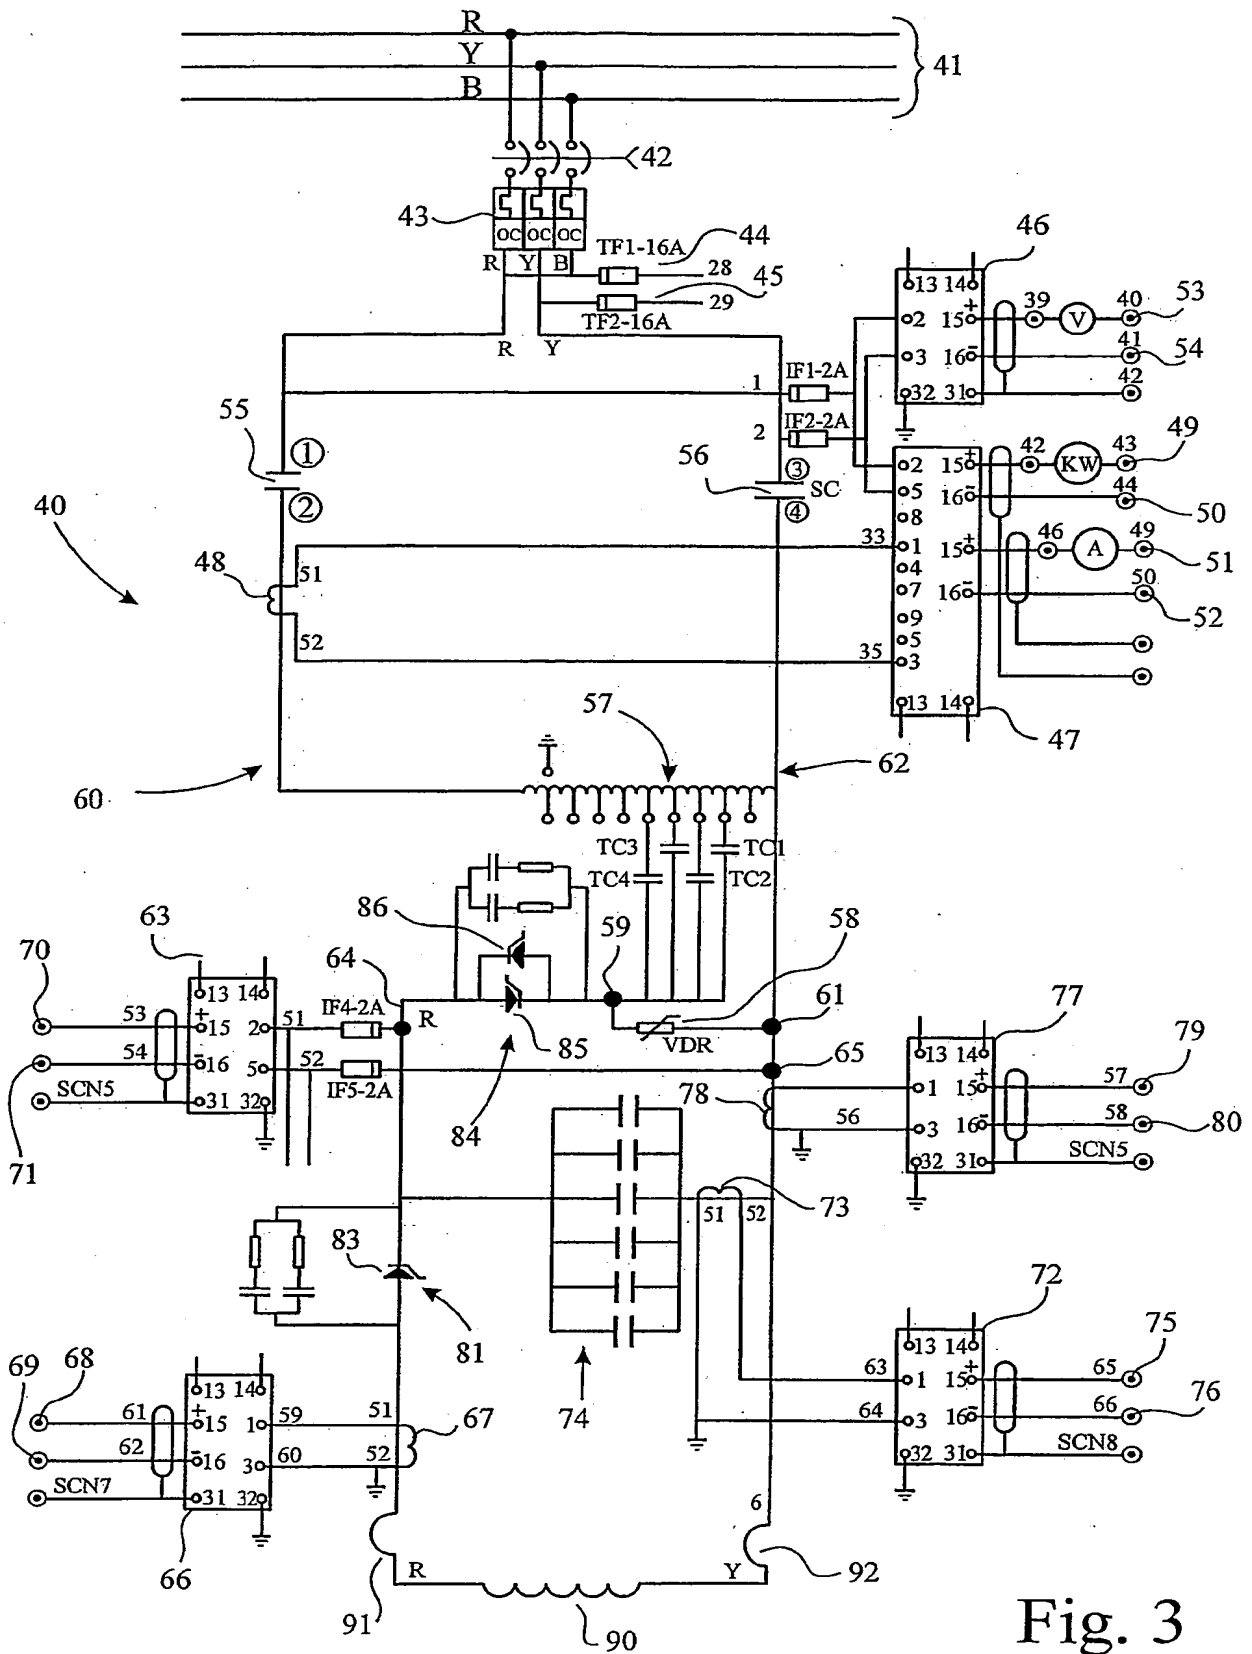 R
Y
41
B
42
43
OC OC OC
R Y B
TF1-16A 44
28
45
29
TF2-16A
R Y
46
13 14
+
2 15 39 V 40 53
41
3 16 - 54
42
32 31
1 IF1-2A
2 IF2-2A
55
1
2
56
3
SC
4
+
2 15 42 KW 43 49
5 16 - 44 50
8
33 1 15 + 46 A 49 51
4
7 16 - 50 52
9
5
35 3
13 14
47
40
48
51
52
57
60
62
TC3 TC1
TC4 TC2
63
86
59
58
70
64
13 14
IF4-2A
R
61
77
53 + 15 2 51
VDR
85
54 - 16 5 52
IF5-2A
65
79
SCN5 31 32
71
84
78
13 14
1 15 + 57
56 3 16 - 58 80
32 31 SCN5
51 52 73
83
81
74
72
13 14
75
63 1 15 + 65
64 3 16 - 66 76
32 31 SCN8
69 68
13 14
61 + 15 1 59 51 67
62 - 16 3 60 52
SCN7 31 32
66
6
91
R Y 92
90
Fig. 3